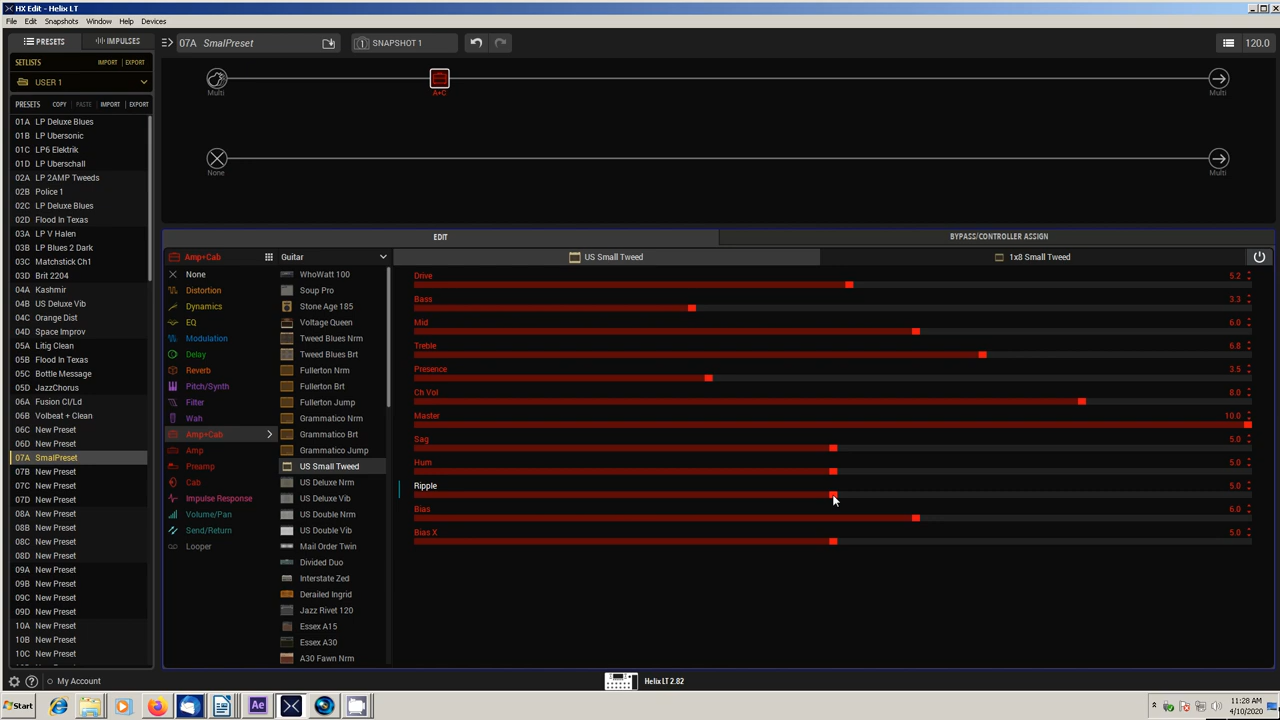 HX Edit - Helix LT
File Edit Snapshots Window Help Devices
PRESETS IMPULSES
07A SmalPreset
1 SNAPSHOT 1
120.0
SETLISTS IMPORT EXPORT
USER 1
PRESETS COPY PASTE IMPORT EXPORT
01A LP Deluxe Blues
01B LP Ubersonic
01C LP6 Elektrik
01D LP Uberschall
02A LP 2AMP Tweeds
02B Police 1
02C LP Deluxe Blues
02D Flood In Texas
03A LP V Halen
03B LP Blues 2 Dark
03C Matchstick Ch1
03D Brit 2204
04A Kashmir
04B US Deluxe Vib
04C Orange Dist
04D Space Improv
05A Litig Clean
05B Flood In Texas
05C Bottle Message
05D JazzChorus
06A Fusion Cl/Ld
06B Volbeat + Clean
06C New Preset
06D New Preset
07A SmalPreset
07B New Preset
07C New Preset
07D New Preset
08A New Preset
08B New Preset
08C New Preset
08D New Preset
09A New Preset
09B New Preset
09C New Preset
09D New Preset
10A New Preset
10B New Preset
10C New Preset
Multi
A+C
Multi
None
Multi
EDIT
BYPASS/CONTROLLER ASSIGN
Amp+Cab
Guitar
US Small Tweed
1x8 Small Tweed
None
Distortion
Dynamics
EQ
Modulation
Delay
Reverb
Pitch/Synth
Filter
Wah
Amp+Cab
Amp
Preamp
Cab
Impulse Response
Volume/Pan
Send/Return
Looper
WhoWatt 100
Soup Pro
Stone Age 185
Voltage Queen
Tweed Blues Nrm
Tweed Blues Brt
Fullerton Nrm
Fullerton Brt
Fullerton Jump
Grammatico Nrm
Grammatico Brt
Grammatico Jump
US Small Tweed
US Deluxe Nrm
US Deluxe Vib
US Double Nrm
US Double Vib
Mail Order Twin
Divided Duo
Interstate Zed
Derailed Ingrid
Jazz Rivet 120
Essex A15
Essex A30
A30 Fawn Nrm
Drive 5.2
Bass 3.3
Mid 6.0
Treble 6.8
Presence 3.5
Ch Vol 8.0
Master 10.0
Sag 5.0
Hum 5.0
Ripple 5.0
Bias 6.0
Bias X 5.0
My Account
Helix LT 2.82
Start
Ae
11:28 AM
4/10/2020